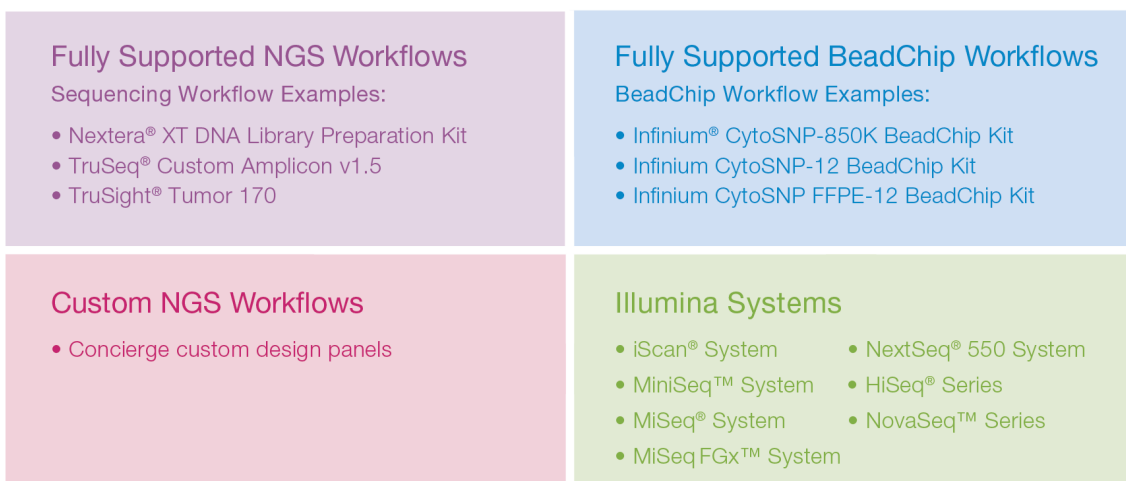 Fully Supported NGS Workflows
Sequencing Workflow Examples:
• Nextera® XT DNA Library Preparation Kit
• TruSeq® Custom Amplicon v1.5
• TruSight® Tumor 170
Fully Supported BeadChip Workflows
BeadChip Workflow Examples:
• Infinium® CytoSNP-850K BeadChip Kit
• Infinium CytoSNP-12 BeadChip Kit
• Infinium CytoSNP FFPE-12 BeadChip Kit
Custom NGS Workflows
• Concierge custom design panels
Illumina Systems
• iScan® System
• MiniSeq™ System
• MiSeq® System
• MiSeq FGx™ System
• NextSeq® 550 System
• HiSeq® Series
• NovaSeq™ Series